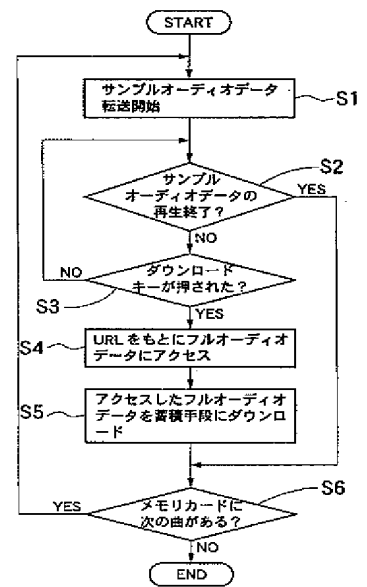 START
サンプルオーディオデータ
転送開始
S1
サンプル
オーディオデータの
再生終了?
S2
YES
NO
ダウンロード
キーが押された?
NO
S3
YES
S4
URLをもとにフルオーディオ
データにアクセス
S5
アクセスしたフルオーディオ
データを蓄積手段にダウンロ
ード
メモリカードに
次の曲がある?
S6
YES
NO
END